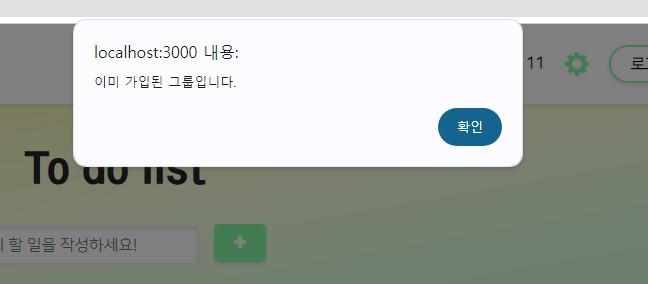 localhost:3000 내용:
이미 가입된 그룹입니다.
11
확인
To do list
할 일을 작성하세요!
+